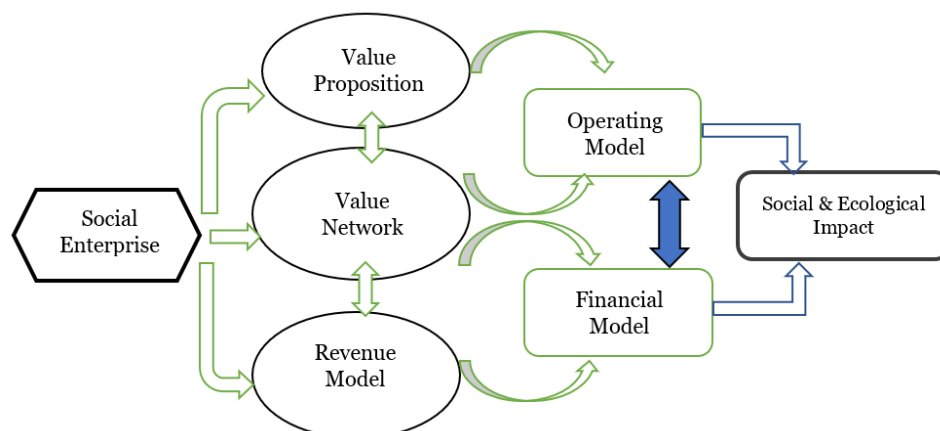 Social
Enterprise
Value
Proposition
Value
Network
Revenue
Model
Operating
Model
Financial
Model
Social & Ecological
Impact